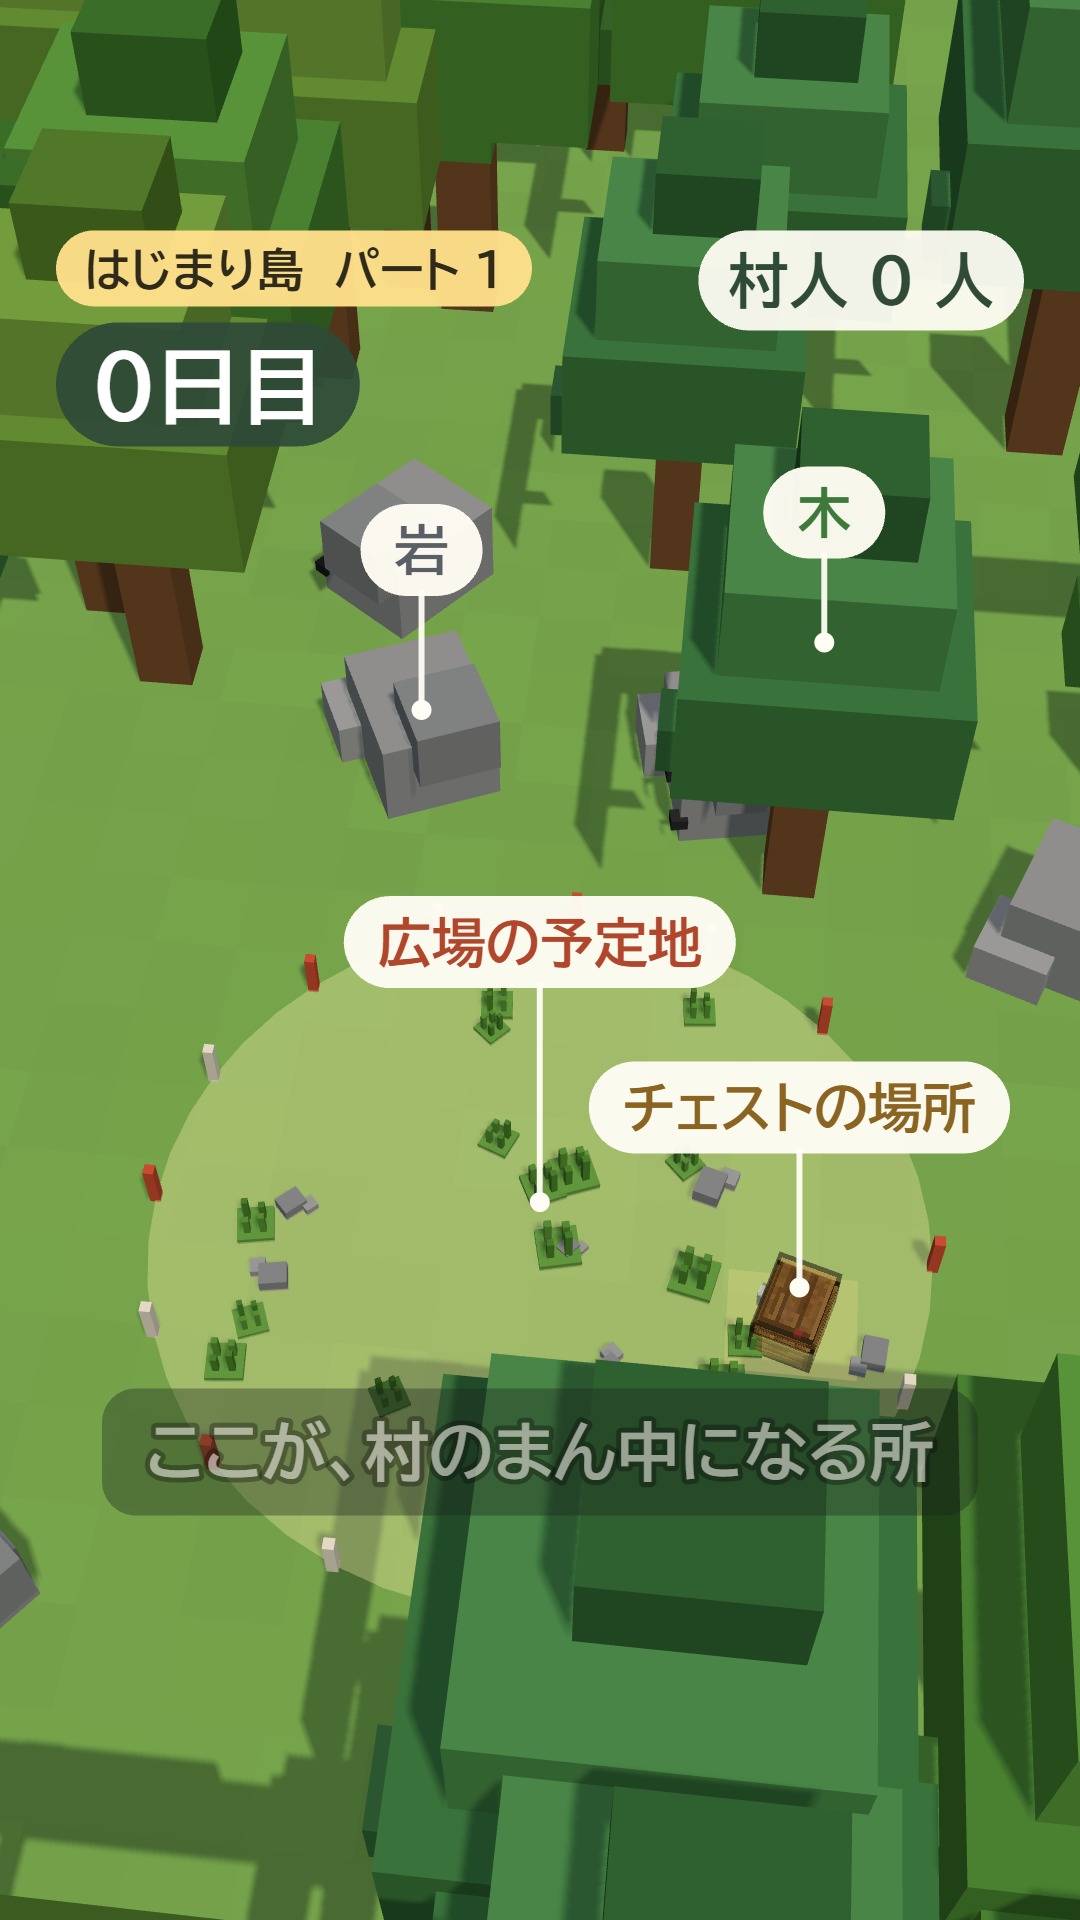 はじまり島 パート 1
村人 0 人
0日目
木
岩
広場の予定地
チェストの場所
ここが、村のまん中になる所